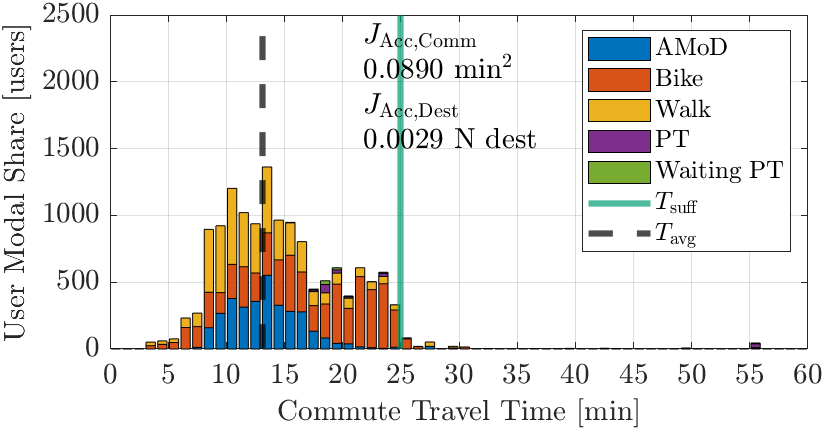 2500
2000
1500
1000
500
0
User Modal Share [users]
J_Acc,Comm
0.0890 min²
J_Acc,Dest
0.0029 N dest
AMoD
Bike
Walk
PT
Waiting PT
T_suff
T_avg
0 5 10 15 20 25 30 35 40 45 50 55 60
Commute Travel Time [min]